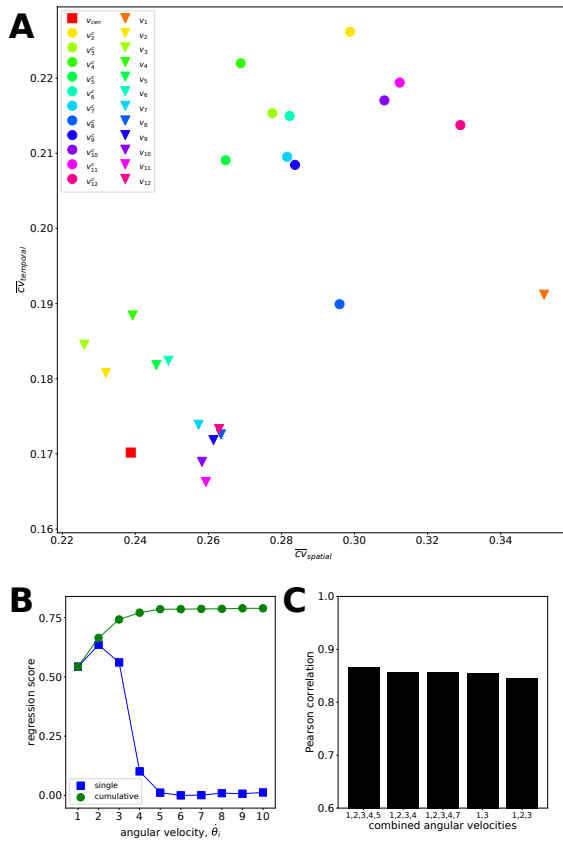 A
v_cen
v_2^c
v_3^c
v_4^c
v_5^c
v_6^c
v_7^c
v_8^c
v_9^c
v_10^c
v_11^c
v_12^c
v_1
v_2
v_3
v_4
v_5
v_6
v_7
v_8
v_9
v_10
v_11
v_12
0.22
0.21
0.20
0.19
0.18
0.17
0.16
cv_temporal
0.22 0.24 0.26 0.28 0.30 0.32 0.34
cv_spatial
B
0.75
0.50
0.25
0.00
regression score
single
cumulative
1 2 3 4 5 6 7 8 9 10
angular velocity, θ̇_i
C
1.0
0.9
0.8
0.7
0.6
Pearson correlation
1,2,3,4,5 1,2,3,4 1,2,3,4,7 1,3 1,2,3
combined angular velocities